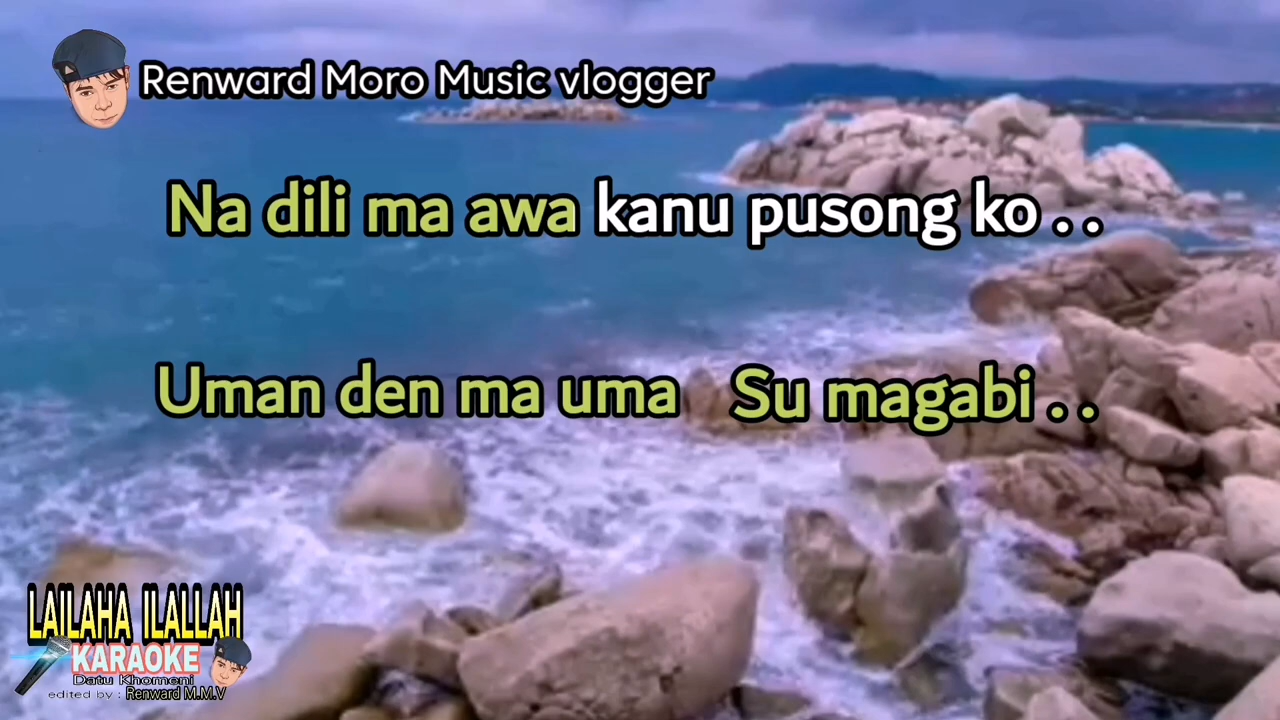 Renward Moro Music vlogger
Na dili ma awa kanu pusong ko . .
Uman den ma uma Su magabi . .
LAILAHA ILALLAH
KARAOKE
Datu Khomeni
edited by : Renward M.M.V